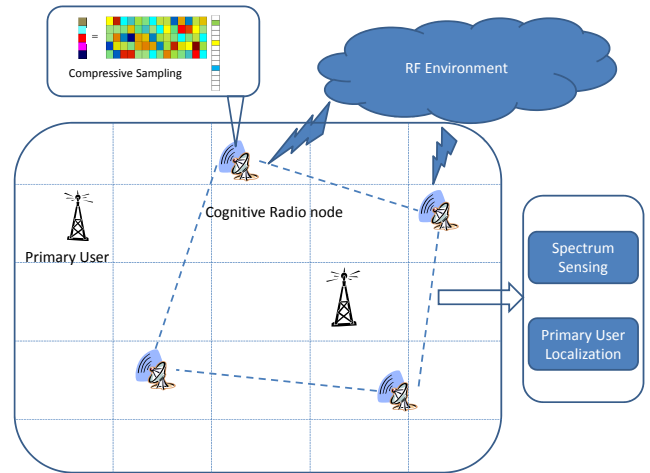 =
Compressive Sampling
RF Environment
Cognitive Radio node
Primary User
Spectrum
Sensing
Primary User
Localization